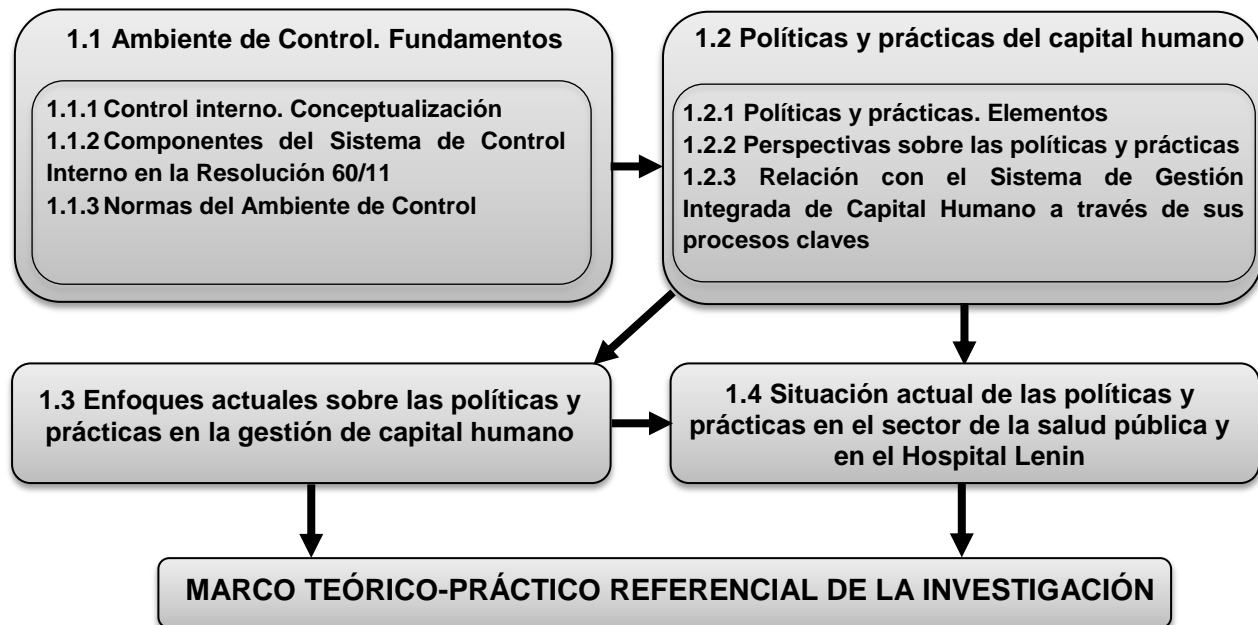 1.1 Ambiente de Control. Fundamentos
1.1.1 Control interno. Conceptualización
1.1.2 Componentes del Sistema de Control
Interno en la Resolución 60/11
1.1.3 Normas del Ambiente de Control
1.2 Políticas y prácticas del capital humano
1.2.1 Políticas y prácticas. Elementos
1.2.2 Perspectivas sobre las políticas y prácticas
1.2.3 Relación con el Sistema de Gestión
Integrada de Capital Humano a través de sus
procesos claves
1.3 Enfoques actuales sobre las políticas y
prácticas en la gestión de capital humano
1.4 Situación actual de las políticas y
prácticas en el sector de la salud pública y
en el Hospital Lenin
MARCO TEÓRICO-PRÁCTICO REFERENCIAL DE LA INVESTIGACIÓN